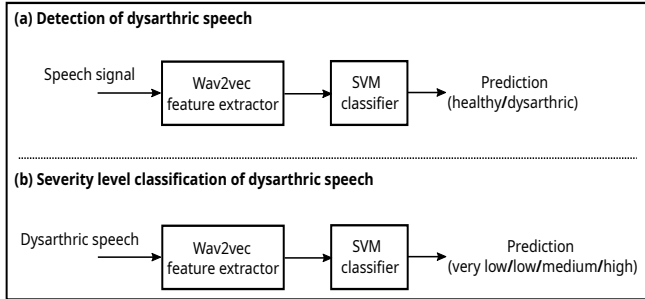 (a) Detection of dysarthric speech
Speech signal
Wav2vec
feature extractor
SVM
classifier
Prediction
(healthy/dysarthric)
(b) Severity level classification of dysarthric speech
Dysarthric speech
Wav2vec
feature extractor
SVM
classifier
Prediction
(very low/low/medium/high)